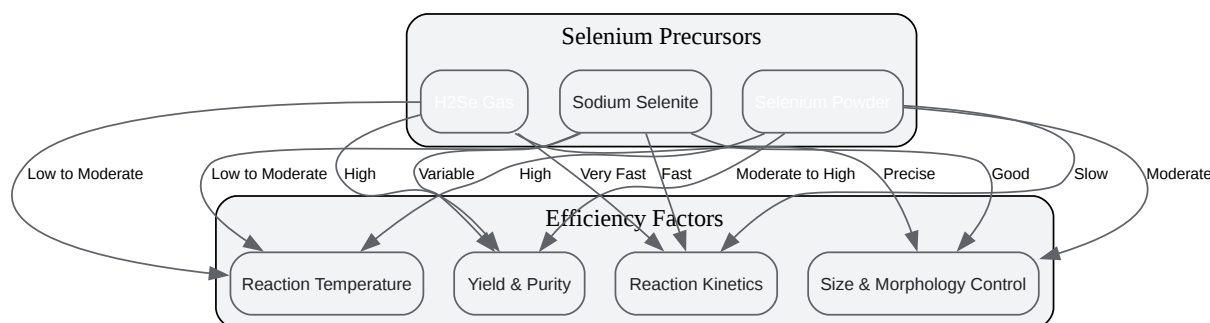 Selenium Precursors
H2Se Gas
Sodium Selenite
Selenium Powder
Low to Moderate
Low to Moderate
High
Variable
High
Very Fast
Fast
Moderate to High
Precise
Good
Slow
Moderate
Efficiency Factors
Reaction Temperature
Yield & Purity
Reaction Kinetics
Size & Morphology Control